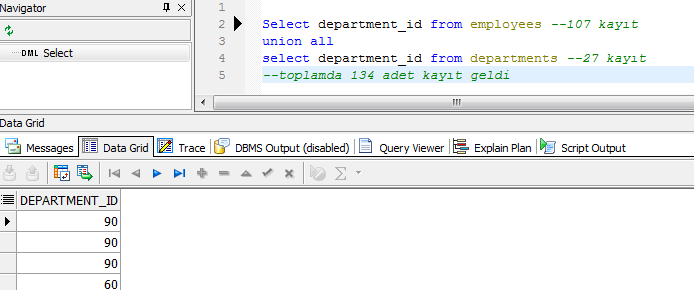 Navigator
DML Select
1
2 Select department_id from employees --107 kayıt
3 union all
4 select department_id from departments --27 kayıt
5 --toplamda 134 adet kayıt geldi
Data Grid
Messages Data Grid Trace DBMS Output (disabled) Query Viewer Explain Plan Script Output
DEPARTMENT_ID
90
90
90
60